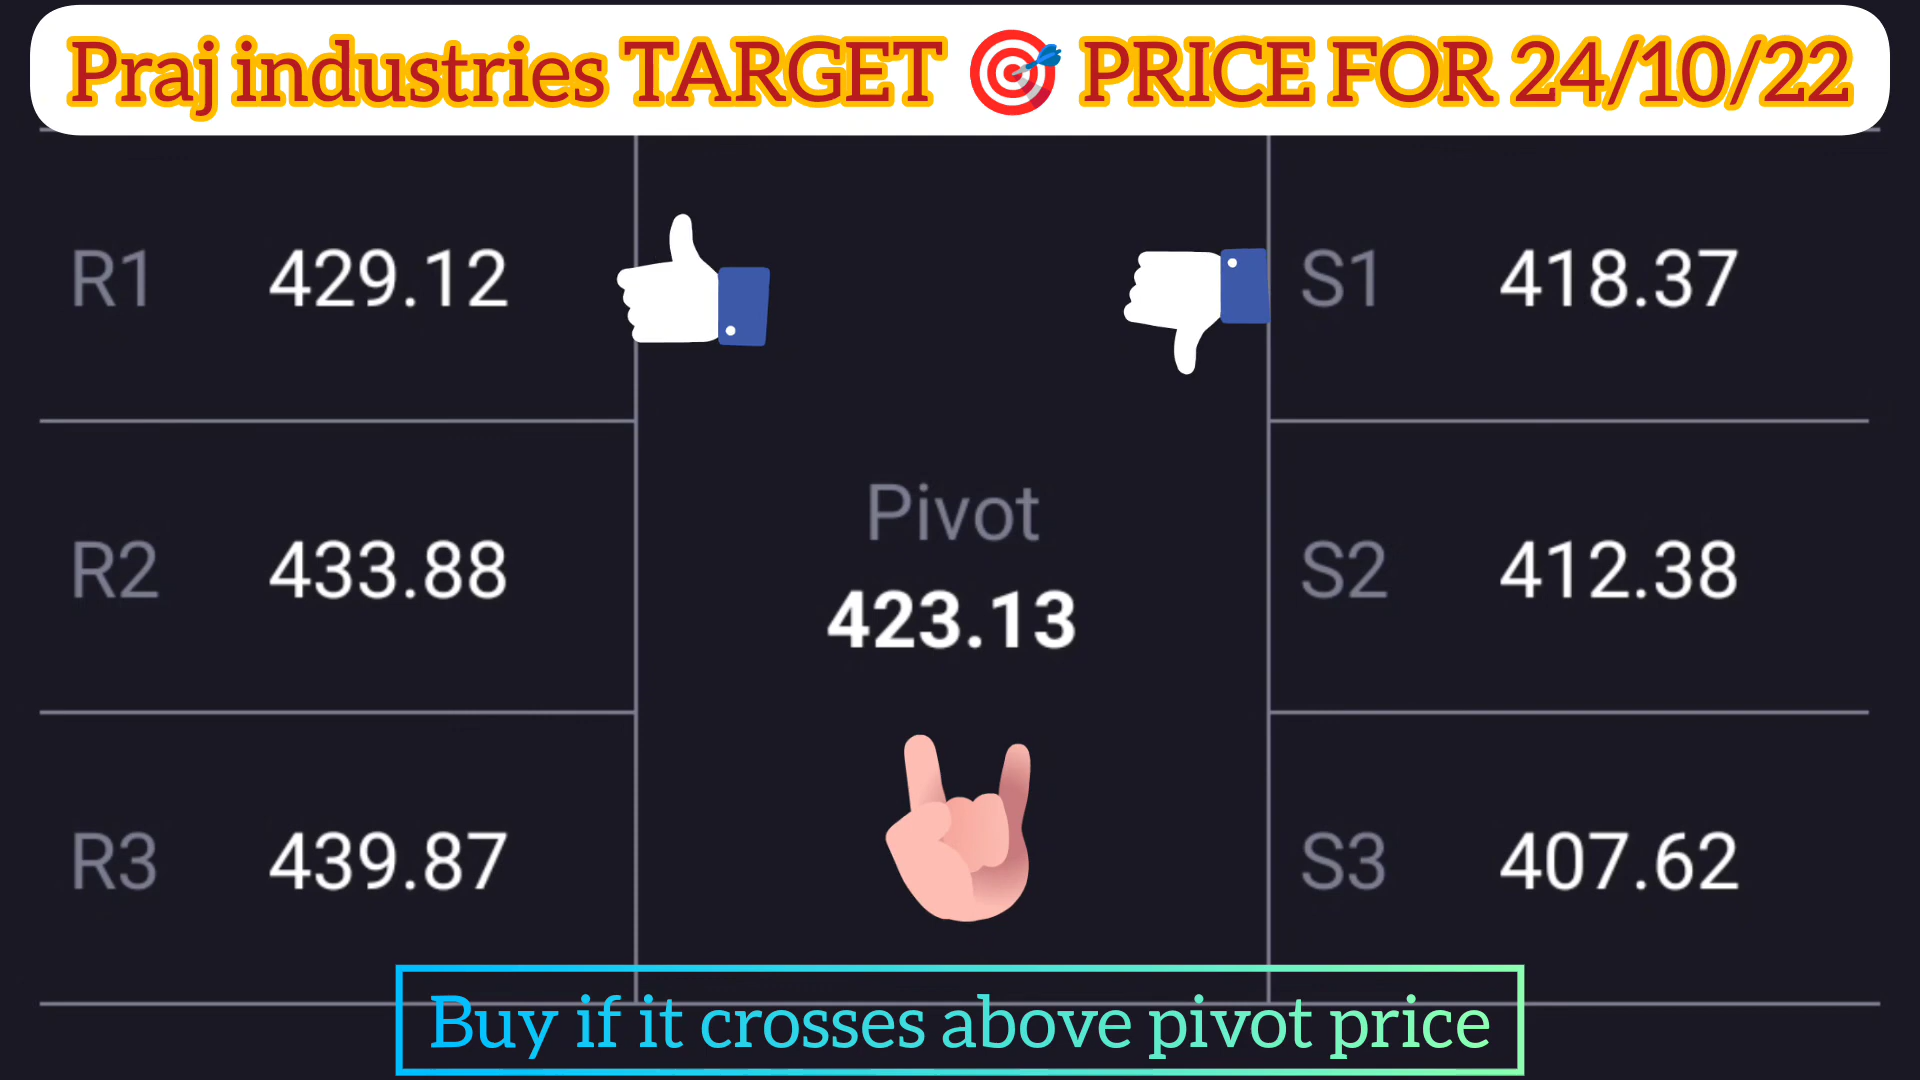 Praj industries TARGET 🎯 PRICE FOR 24/10/22
R1 429.12
S1 418.37
R2 433.88
Pivot
423.13
S2 412.38
R3 439.87
S3 407.62
Buy if it crosses above pivot price